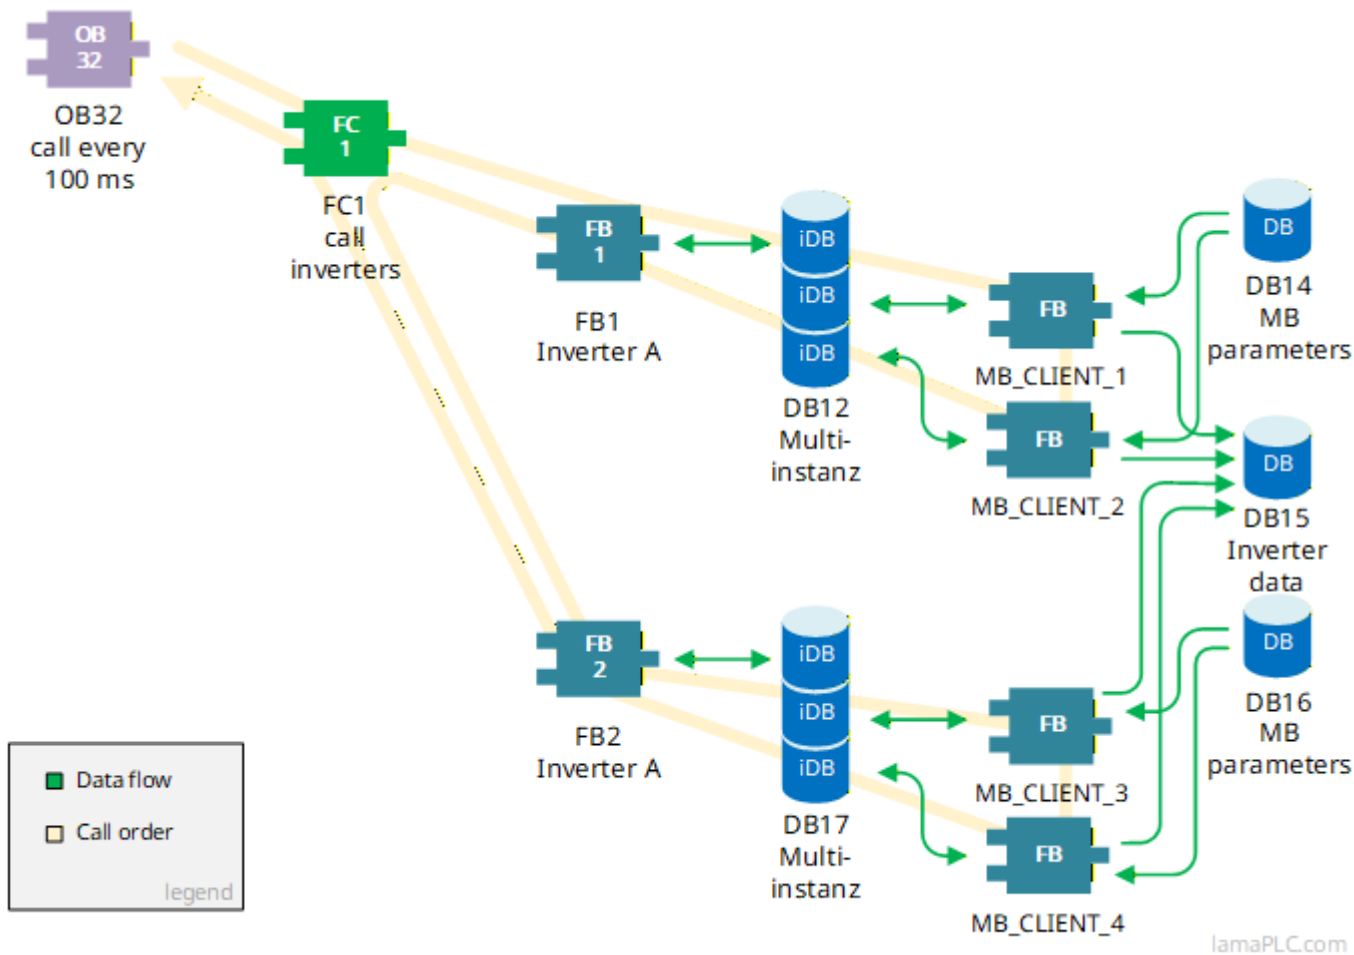 OB
32
OB32
call every
100 ms
FC
1
FC1
call
inverters
FB
1
FB1
Inverter A
iDB
iDB
iDB
DB12
Multi-
instanz
FB
MB_CLIENT_1
FB
MB_CLIENT_2
DB
DB14
MB
parameters
DB
DB15
Inverter
data
FB
2
FB2
Inverter A
iDB
iDB
iDB
DB17
Multi-
instanz
FB
MB_CLIENT_3
FB
MB_CLIENT_4
DB
DB16
MB
parameters
Data flow
Call order
legend
lamaPLC.com